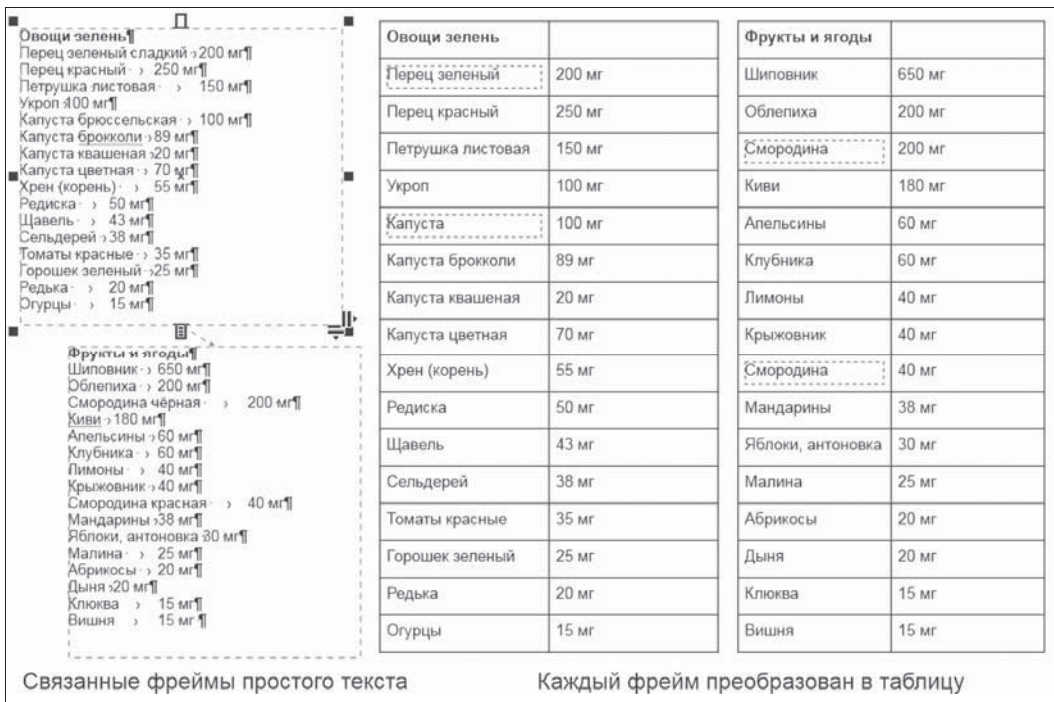 Овощи зелень¶
Перец зеленый сладкий › 200 мг¶
Перец красный · › 250 мг¶
Петрушка листовая › 150 мг¶
Укроп › 100 мг¶
Капуста брюссельская · › 100 мг¶
Капуста брокколи › 89 мг¶
Капуста квашеная › 20 мг¶
Капуста цветная · › 70 мг¶
Хрен (корень) · › 55 мг¶
Редиска · › 50 мг¶
Щавель · › 43 мг¶
Сельдерей › 38 мг¶
Томаты красные · › 35 мг¶
Горошек зеленый · › 25 мг¶
Редька · › 20 мг¶
Огурцы · › 15 мг¶
Фрукты и ягоды¶
Шиповник · › 650 мг¶
Облепиха · › 200 мг¶
Смородина чёрная · › 200 мг¶
Киви › 180 мг¶
Апельсины › 60 мг¶
Клубника · › 60 мг¶
Лимоны · › 40 мг¶
Крыжовник · › 40 мг¶
Смородина красная · › 40 мг¶
Мандарины › 38 мг¶
Яблоки, антоновка › 30 мг¶
Малина · › 25 мг¶
Абрикосы · › 20 мг¶
Дыня › 20 мг¶
Клюква › 15 мг¶
Вишня › 15 мг ¶
Связанные фреймы простого текста
Овощи зелень
Перец зеленый 200 мг
Перец красный 250 мг
Петрушка листовая 150 мг
Укроп 100 мг
Капуста 100 мг
Капуста брокколи 89 мг
Капуста квашеная 20 мг
Капуста цветная 70 мг
Хрен (корень) 55 мг
Редиска 50 мг
Щавель 43 мг
Сельдерей 38 мг
Томаты красные 35 мг
Горошек зеленый 25 мг
Редька 20 мг
Огурцы 15 мг
Фрукты и ягоды
Шиповник 650 мг
Облепиха 200 мг
Смородина 200 мг
Киви 180 мг
Апельсины 60 мг
Клубника 60 мг
Лимоны 40 мг
Крыжовник 40 мг
Смородина 40 мг
Мандарины 38 мг
Яблоки, антоновка 30 мг
Малина 25 мг
Абрикосы 20 мг
Дыня 20 мг
Клюква 15 мг
Вишня 15 мг
Каждый фрейм преобразован в таблицу